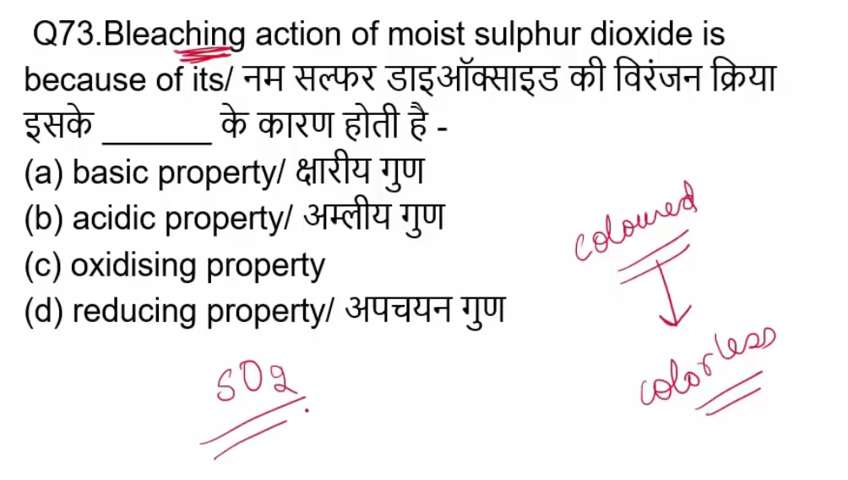 Q73.Bleaching action of moist sulphur dioxide is
because of its/ नम सल्फर डाइऑक्साइड की विरंजन क्रिया
इसके ______ के कारण होती है -
(a) basic property/ क्षारीय गुण
(b) acidic property/ अम्लीय गुण
(c) oxidising property
(d) reducing property/ अपचयन गुण
coloured
colorless
SO2